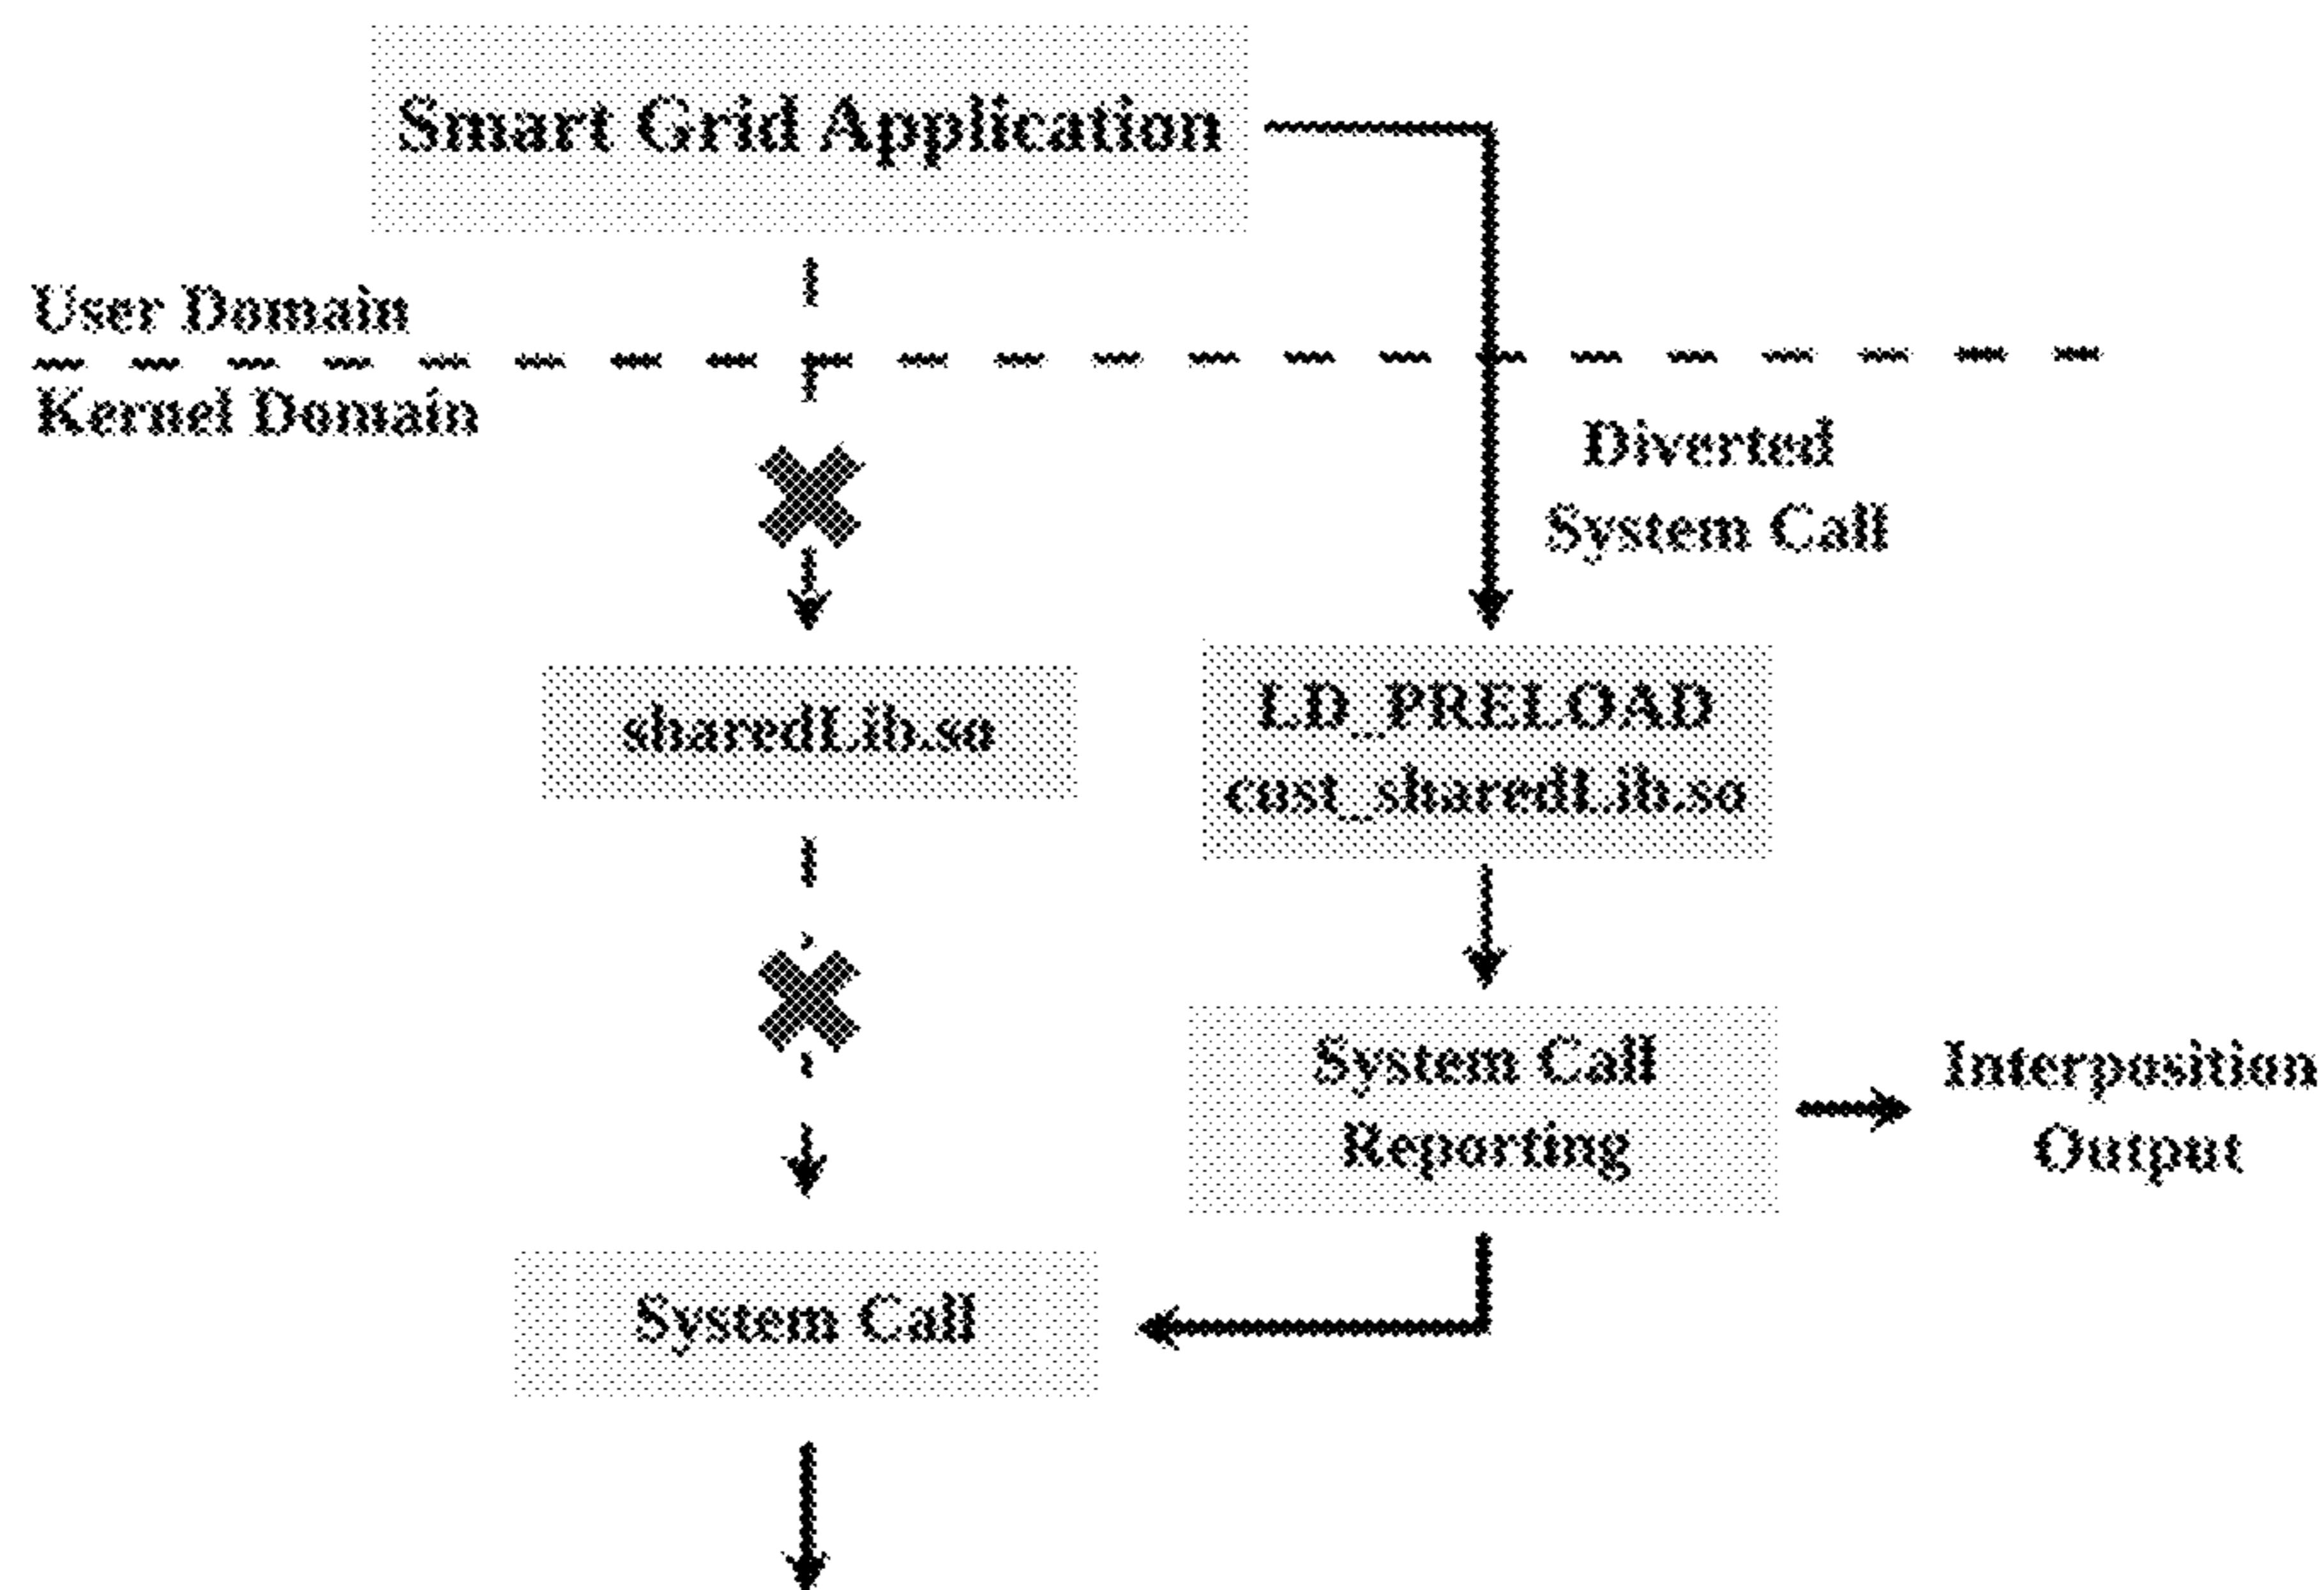 Smart Grid Application
User Domain
Kernel Domain
Diverted
System Call
sharedLib.so
LD_PRELOAD
cust_sharedLib.so
System Call
Reporting
Interposition
Output
System Call